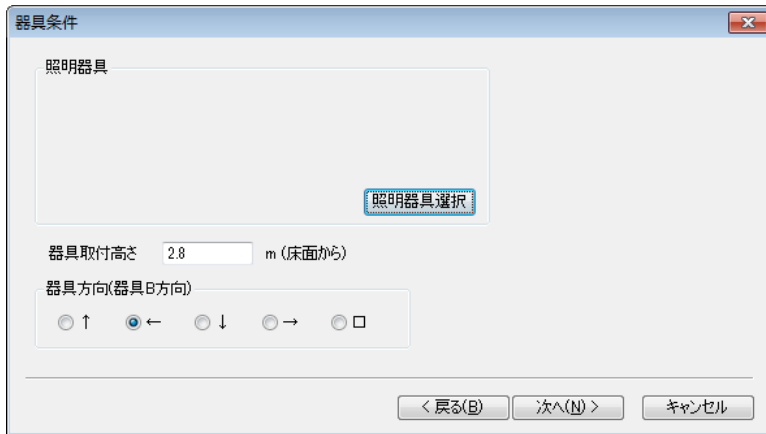 器具条件
照明器具
照明器具選択
器具取付高さ 2.8 m (床面から)
器具方向(器具B方向)
↑ ← ↓ → □
< 戻る(B) 次へ(N) > キャンセル